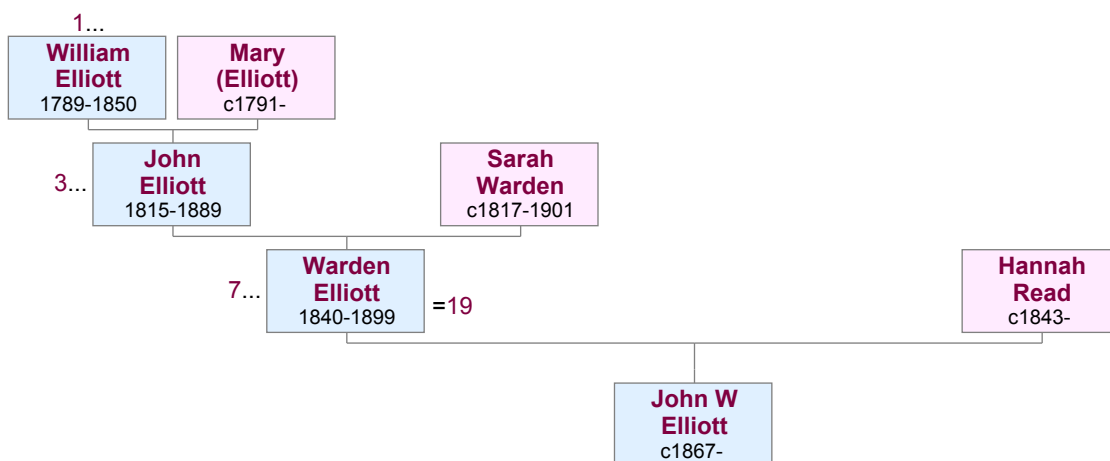 1...
William
Elliott
1789-1850
Mary
(Elliott)
c1791-
3...
John
Elliott
1815-1889
Sarah
Warden
c1817-1901
7...
Warden
Elliott
1840-1899
=19
Hannah
Read
c1843-
John W
Elliott
c1867-